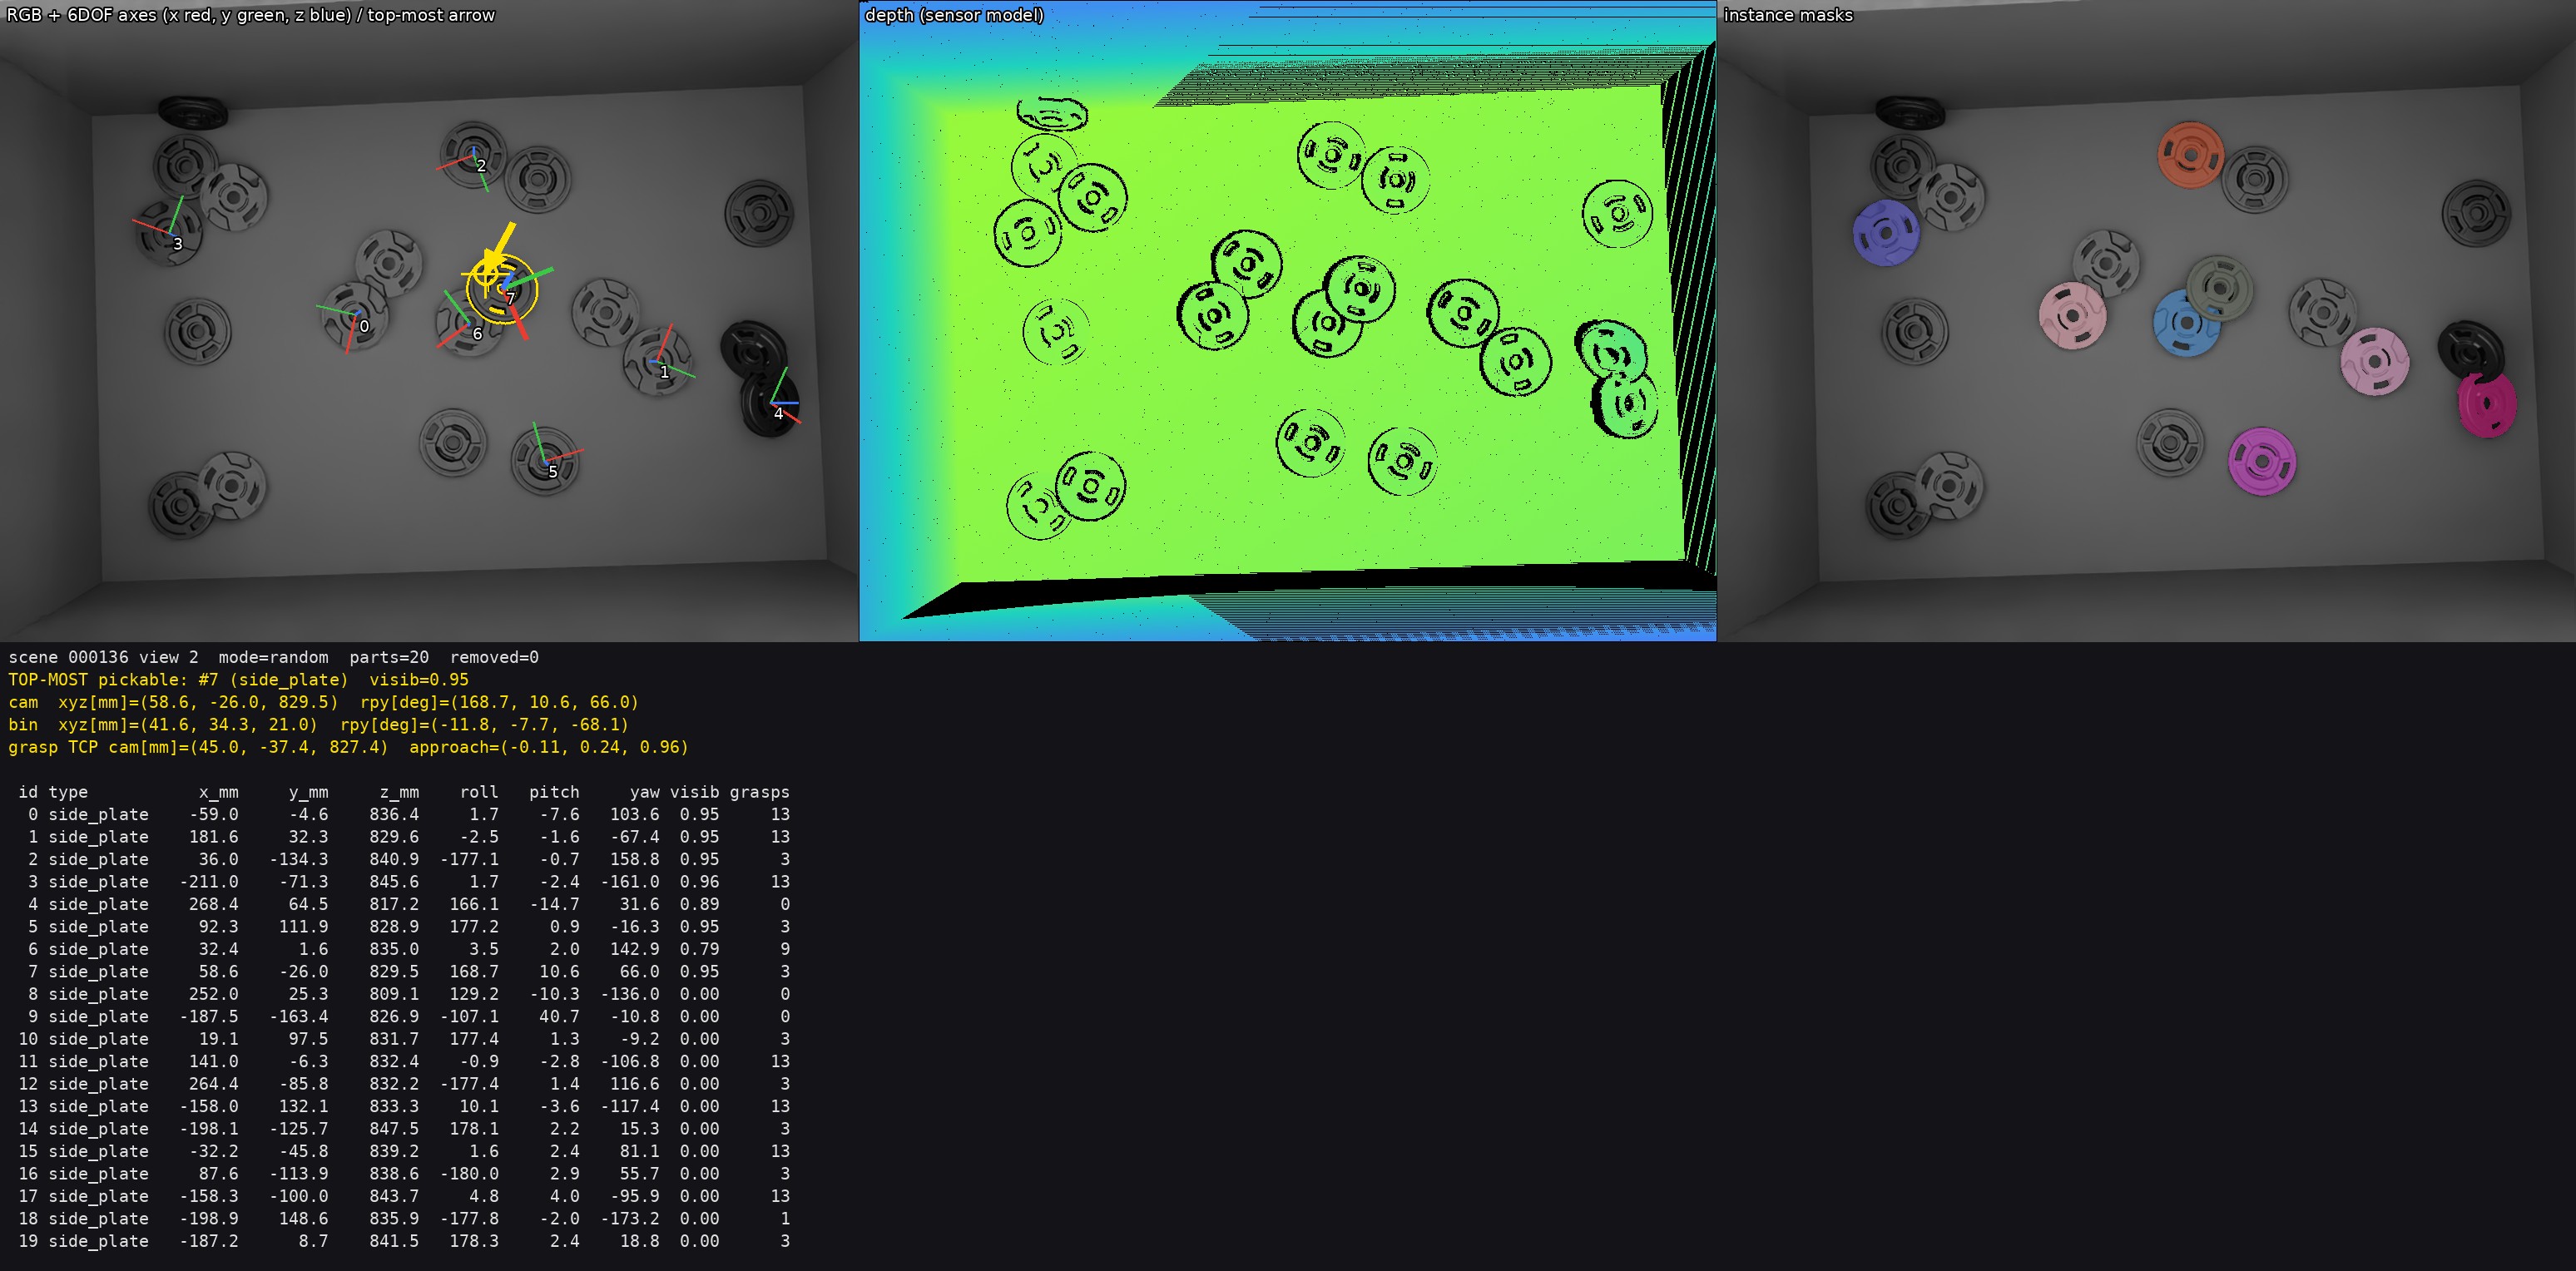 RGB + 6DOF axes (x red, y green, z blue) / top-most arrow
depth (sensor model)
instance masks
2
3
7
0
6
1
4
5
scene 000136 view 2  mode=random  parts=20  removed=0
TOP-MOST pickable: #7 (side_plate)  visib=0.95
cam  xyz[mm]=(58.6, -26.0, 829.5)  rpy[deg]=(168.7, 10.6, 66.0)
bin  xyz[mm]=(41.6, 34.3, 21.0)  rpy[deg]=(-11.8, -7.7, -68.1)
grasp TCP cam[mm]=(45.0, -37.4, 827.4)  approach=(-0.11, 0.24, 0.96)
id type x_mm y_mm z_mm roll pitch yaw visib grasps
0 side_plate -59.0 -4.6 836.4 1.7 -7.6 103.6 0.95 13
1 side_plate 181.6 32.3 829.6 -2.5 -1.6 -67.4 0.95 13
2 side_plate 36.0 -134.3 840.9 -177.1 -0.7 158.8 0.95 3
3 side_plate -211.0 -71.3 845.6 1.7 -2.4 -161.0 0.96 13
4 side_plate 268.4 64.5 817.2 166.1 -14.7 31.6 0.89 0
5 side_plate 92.3 111.9 828.9 177.2 0.9 -16.3 0.95 3
6 side_plate 32.4 1.6 835.0 3.5 2.0 142.9 0.79 9
7 side_plate 58.6 -26.0 829.5 168.7 10.6 66.0 0.95 3
8 side_plate 252.0 25.3 809.1 129.2 -10.3 -136.0 0.00 0
9 side_plate -187.5 -163.4 826.9 -107.1 40.7 -10.8 0.00 0
10 side_plate 19.1 97.5 831.7 177.4 1.3 -9.2 0.00 3
11 side_plate 141.0 -6.3 832.4 -0.9 -2.8 -106.8 0.00 13
12 side_plate 264.4 -85.8 832.2 -177.4 1.4 116.6 0.00 3
13 side_plate -158.0 132.1 833.3 10.1 -3.6 -117.4 0.00 13
14 side_plate -198.1 -125.7 847.5 178.1 2.2 15.3 0.00 3
15 side_plate -32.2 -45.8 839.2 1.6 2.4 81.1 0.00 13
16 side_plate 87.6 -113.9 838.6 -180.0 2.9 55.7 0.00 3
17 side_plate -158.3 -100.0 843.7 4.8 4.0 -95.9 0.00 13
18 side_plate -198.9 148.6 835.9 -177.8 -2.0 -173.2 0.00 1
19 side_plate -187.2 8.7 841.5 178.3 2.4 18.8 0.00 3